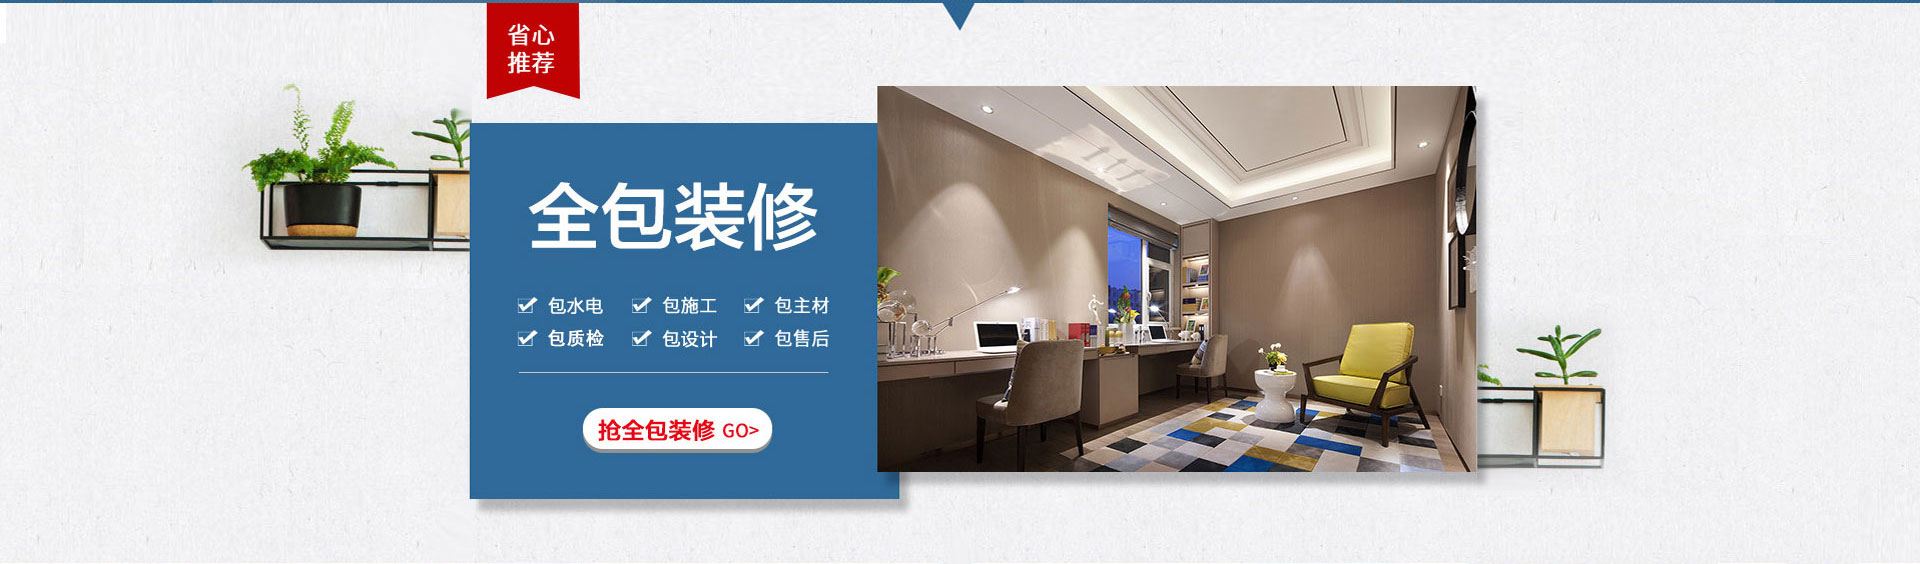 省心
推荐
全包装修
包水电 包施工 包主材
包质检 包设计 包售后
抢全包装修 GO>